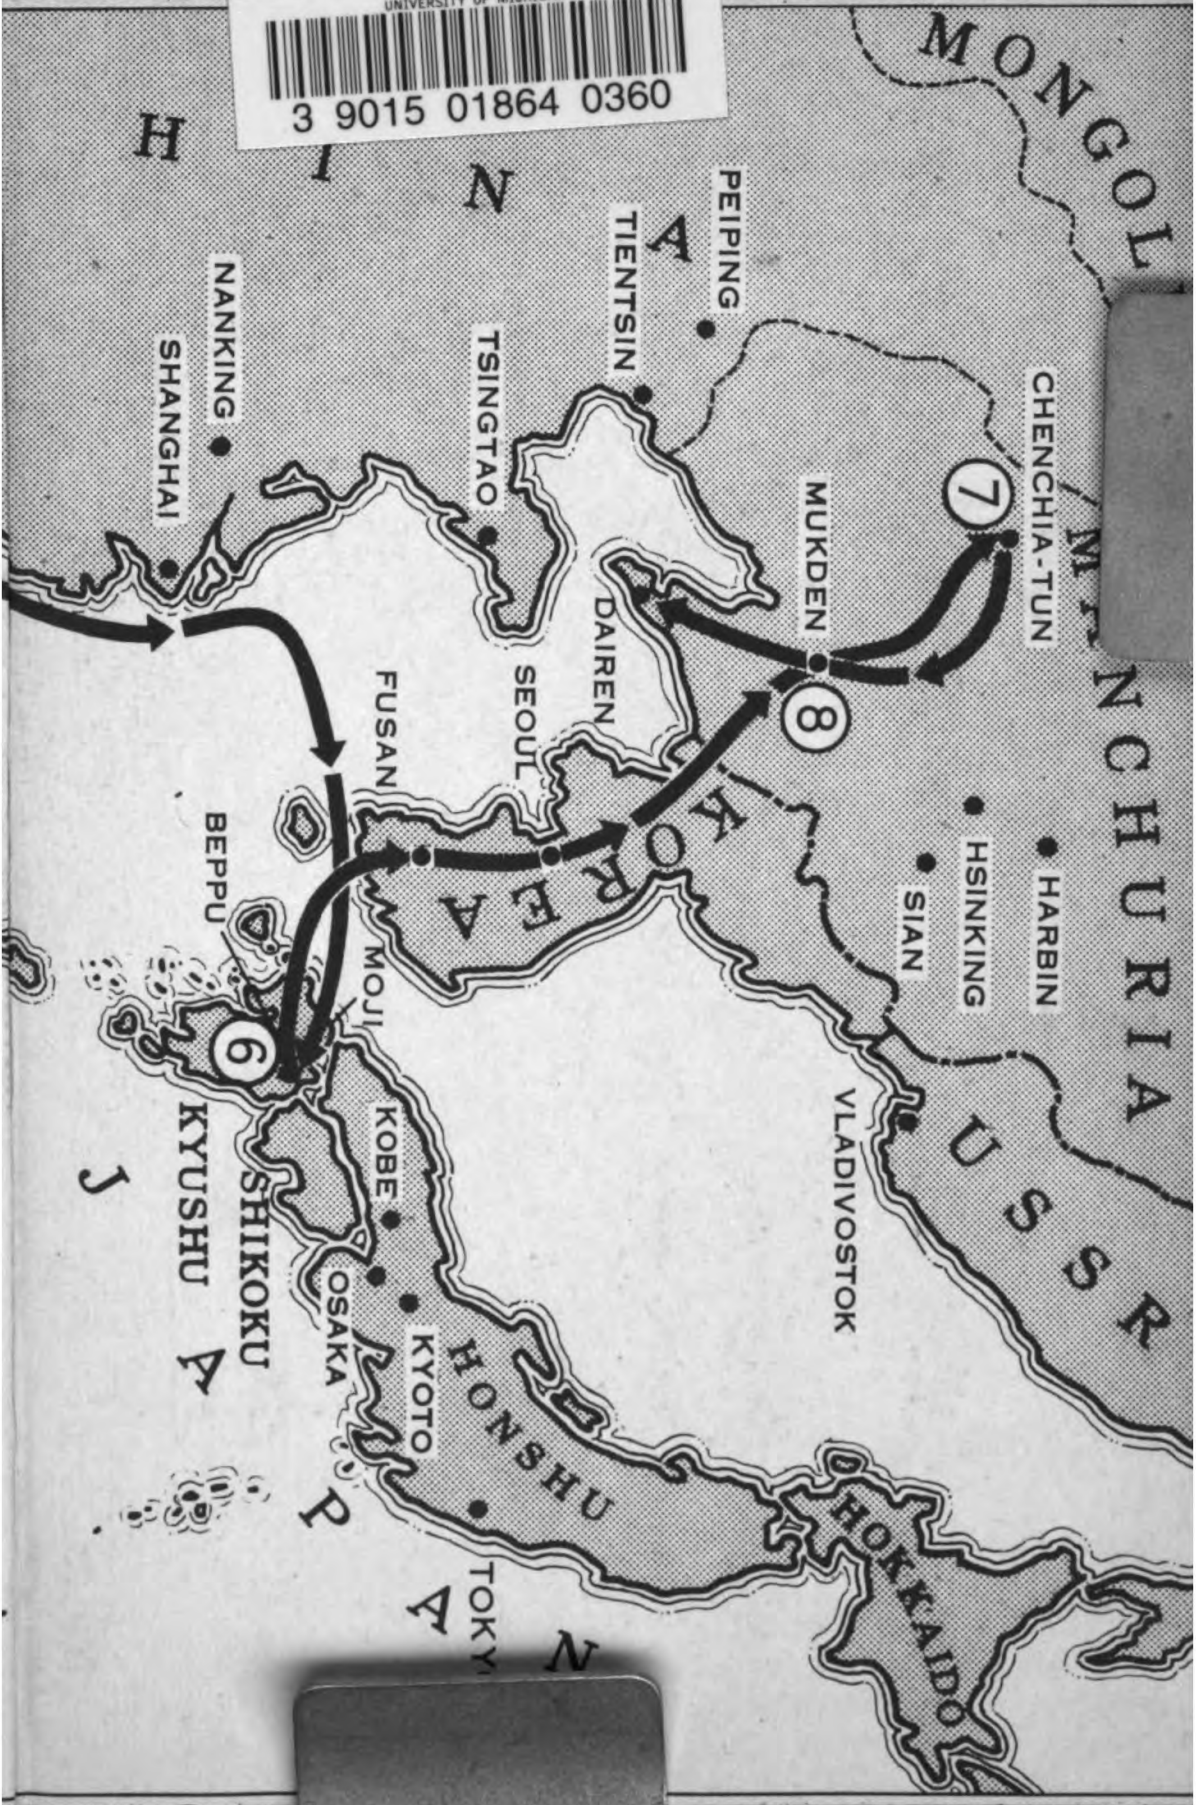 3 9015 01864 0360
MONGOL
CHINA
MANCHURIA
PEIPING
TIENTSIN
CHENCHIA-TUN
7
MUKDEN
8
HARBIN
HSINKING
SIAN
NANKING
SHANGHAI
TSINGTAO
DAIREN
SEOUL
FUSAN
KOREA
USSR
VLADIVOSTOK
BEPPU
MOJI
6
KYUSHU
SHIKOKU
KOBE
OSAKA
KYOTO
HONSHU
HOKKAIDO
TOKY
JAPAN